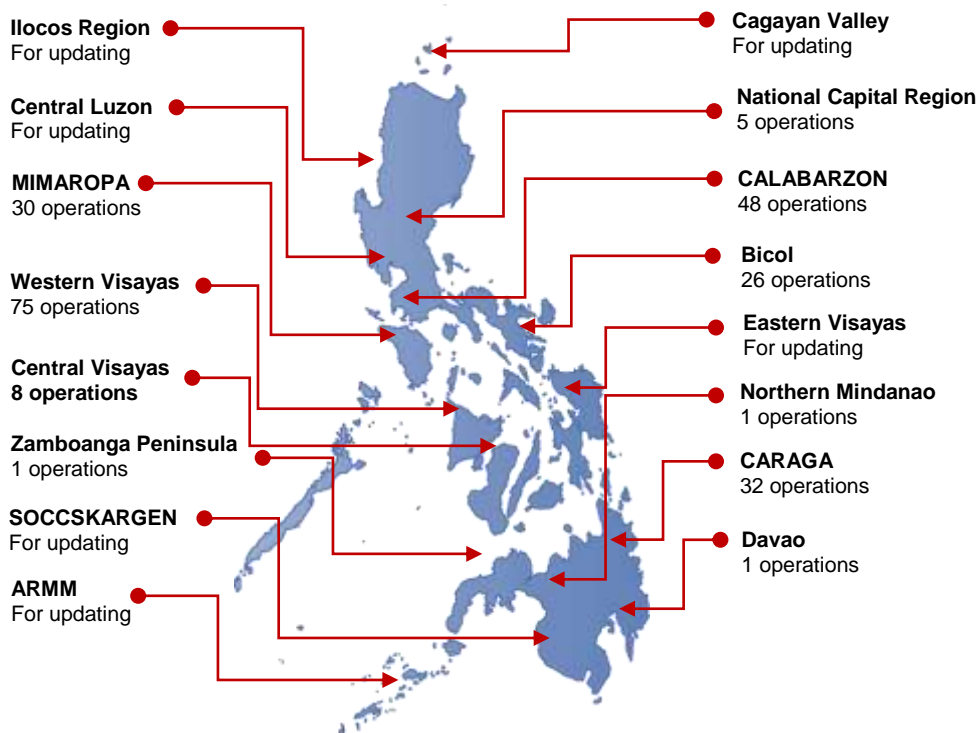 Ilocos Region
For updating
Central Luzon
For updating
MIMAROPA
30 operations
Western Visayas
75 operations
Central Visayas
8 operations
Zamboanga Peninsula
1 operations
SOCCSKARGEN
For updating
ARMM
For updating
Cagayan Valley
For updating
National Capital Region
5 operations
CALABARZON
48 operations
Bicol
26 operations
Eastern Visayas
For updating
Northern Mindanao
1 operations
CARAGA
32 operations
Davao
1 operations